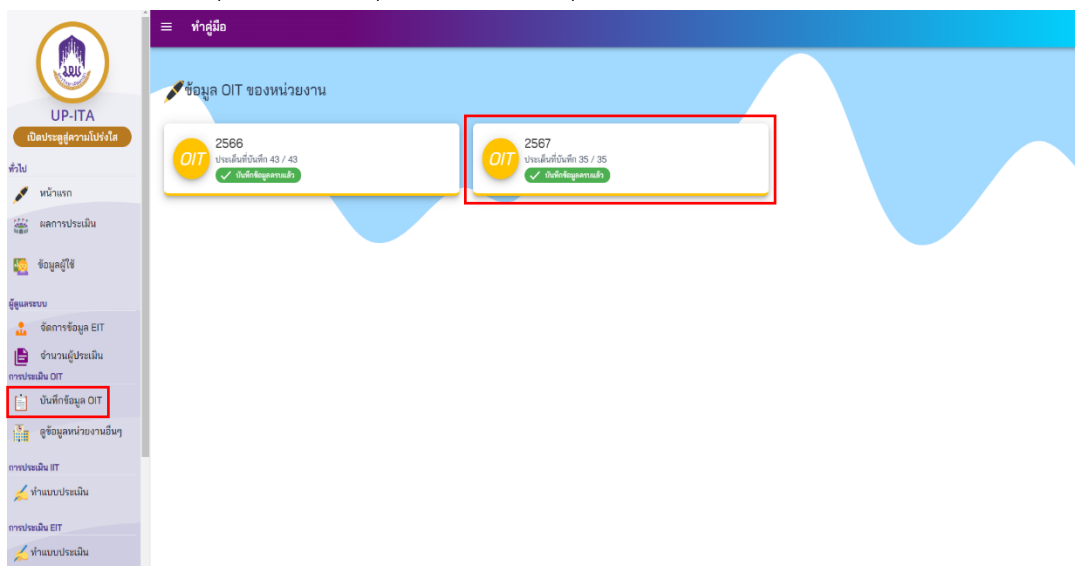 ทำคู่มือ
UP-ITA
เปิดประตูสู่ความโปร่งใส
ทั่วไป
หน้าแรก
ผลการประเมิน
ข้อมูลผู้ใช้
ผู้ดูแลระบบ
จัดการข้อมูล EIT
จำนวนผู้ประเมิน
การประเมิน OIT
บันทึกข้อมูล OIT
ดูข้อมูลหน่วยงานอื่นๆ
การประเมิน IIT
ทำแบบประเมิน
การประเมิน EIT
ทำแบบประเมิน
ข้อมูล OIT ของหน่วยงาน
OIT
2566
ประเด็นที่บันทึก 43 / 43
บันทึกข้อมูลครบแล้ว
OIT
2567
ประเด็นที่บันทึก 35 / 35
บันทึกข้อมูลครบแล้ว